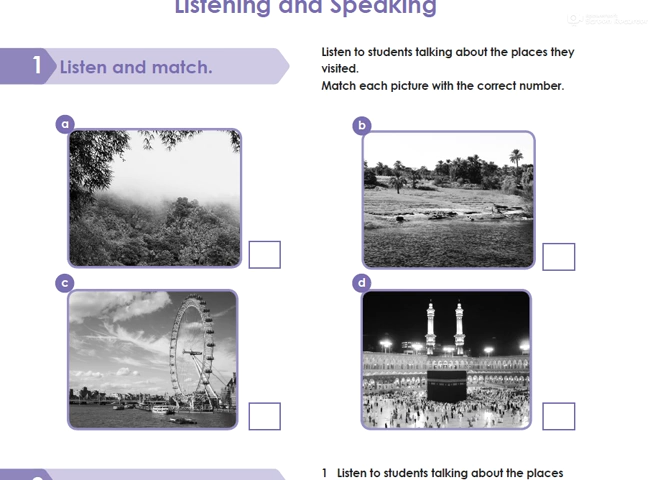 Listening and Speaking
1 Listen and match.
Listen to students talking about the places they
visited.
Match each picture with the correct number.
a
b
c
d
1 Listen to students talking about the places